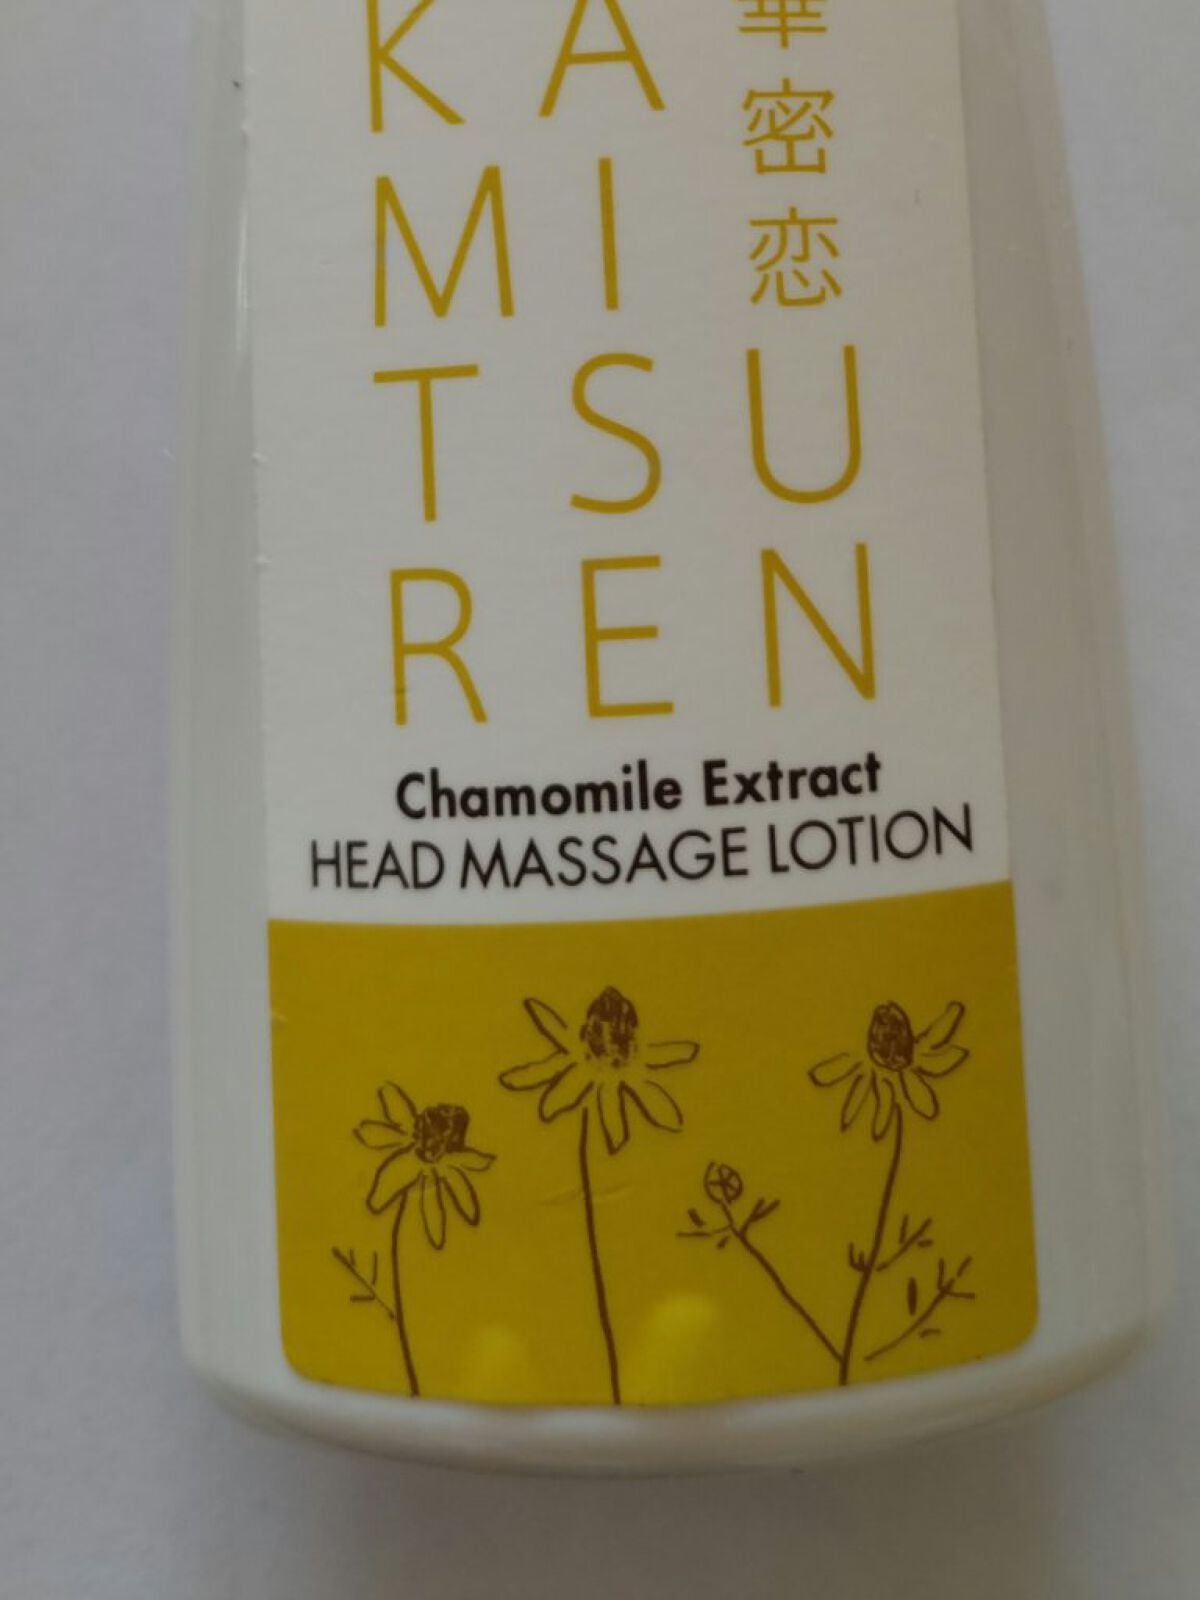 KA
MI
TSU
REN
華密恋
Chamomile Extract
HEAD MASSAGE LOTION